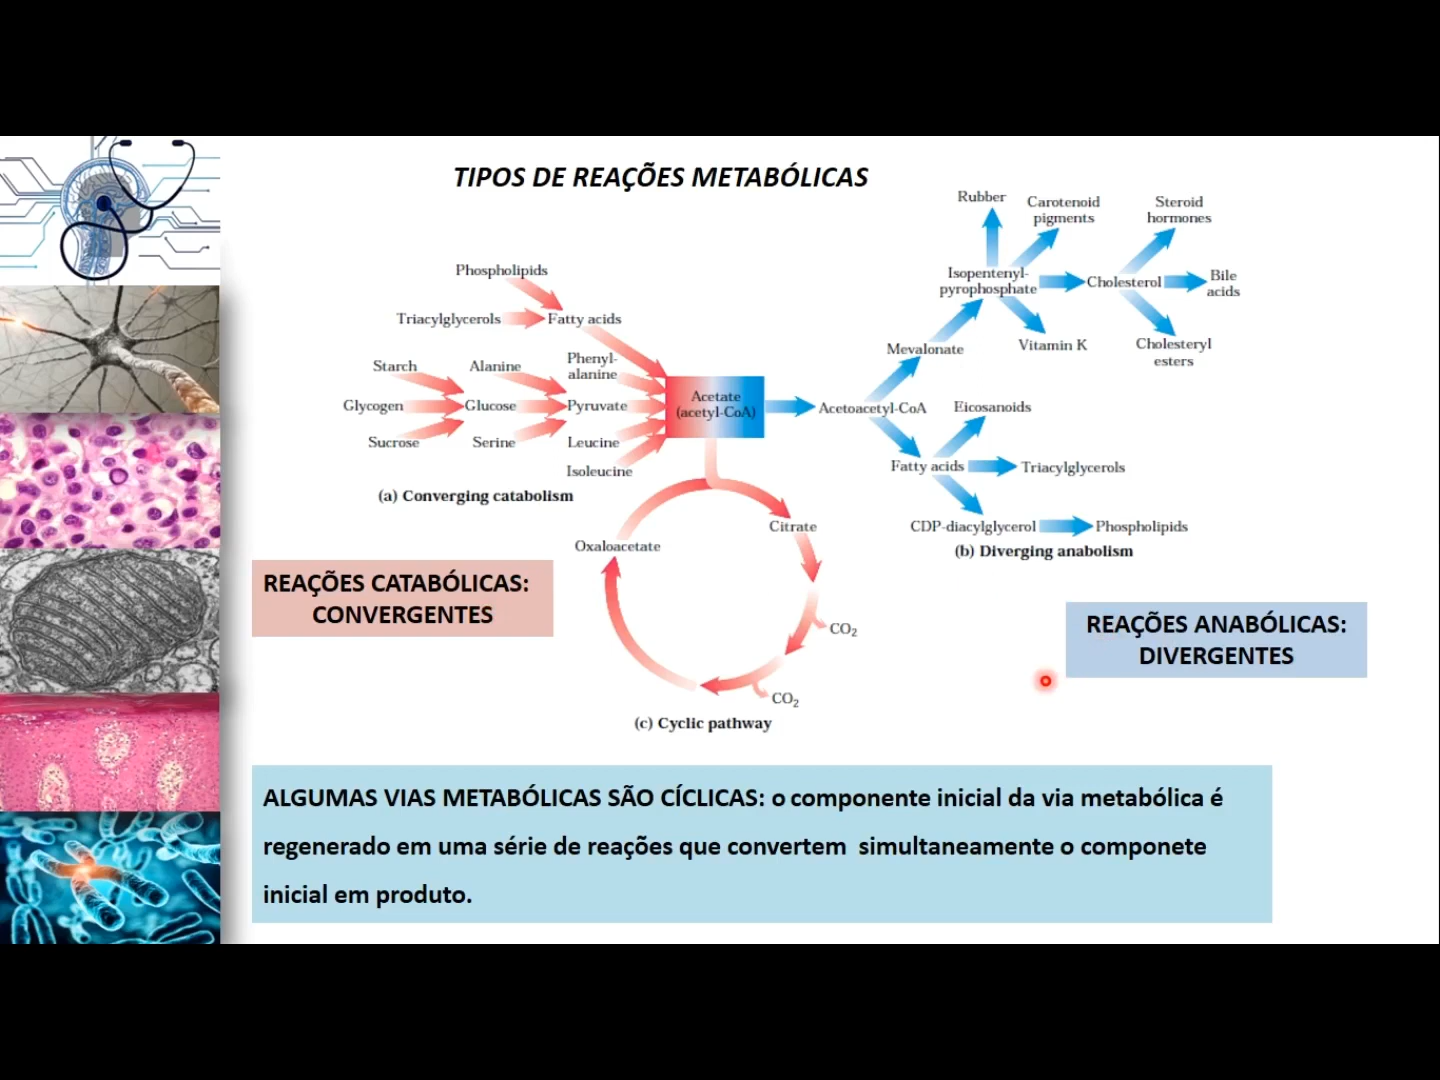 TIPOS DE REAÇÕES METABÓLICAS
Phospholipids
Triacylglycerols
Fatty acids
Starch
Alanine
Phenyl-
alanine
Glycogen
Glucose
Pyruvate
Sucrose
Serine
Leucine
Isoleucine
(a) Converging catabolism
Acetate
(acetyl-CoA)
Acetoacetyl-CoA
Rubber
Carotenoid
pigments
Steroid
hormones
Isopentenyl-
pyrophosphate
Cholesterol
Bile
acids
Mevalonate
Vitamin K
Cholesteryl
esters
Eicosanoids
Fatty acids
Triacylglycerols
CDP-diacylglycerol
Phospholipids
(b) Diverging anabolism
Citrate
Oxaloacetate
CO₂
CO₂
(c) Cyclic pathway
REAÇÕES CATABÓLICAS:
CONVERGENTES
REAÇÕES ANABÓLICAS:
DIVERGENTES
ALGUMAS VIAS METABÓLICAS SÃO CÍCLICAS: o componente inicial da via metabólica é
regenerado em uma série de reações que convertem simultaneamente o componete
inicial em produto.